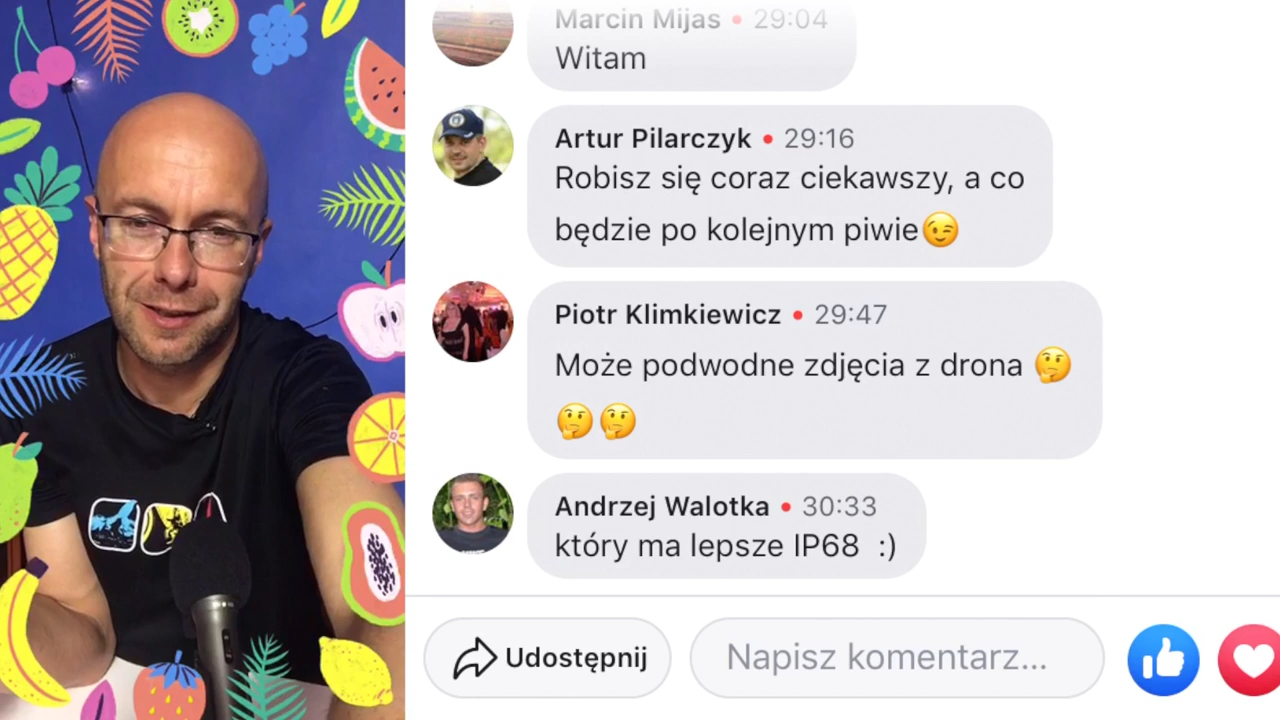 Marcin Mijas • 29:04
Witam
Artur Pilarczyk • 29:16
Robisz się coraz ciekawszy, a co
będzie po kolejnym piwie😉
Piotr Klimkiewicz • 29:47
Może podwodne zdjęcia z drona 🤔
🤔🤔
Andrzej Walotka • 30:33
który ma lepsze IP68  :)
Udostępnij
Napisz komentarz...